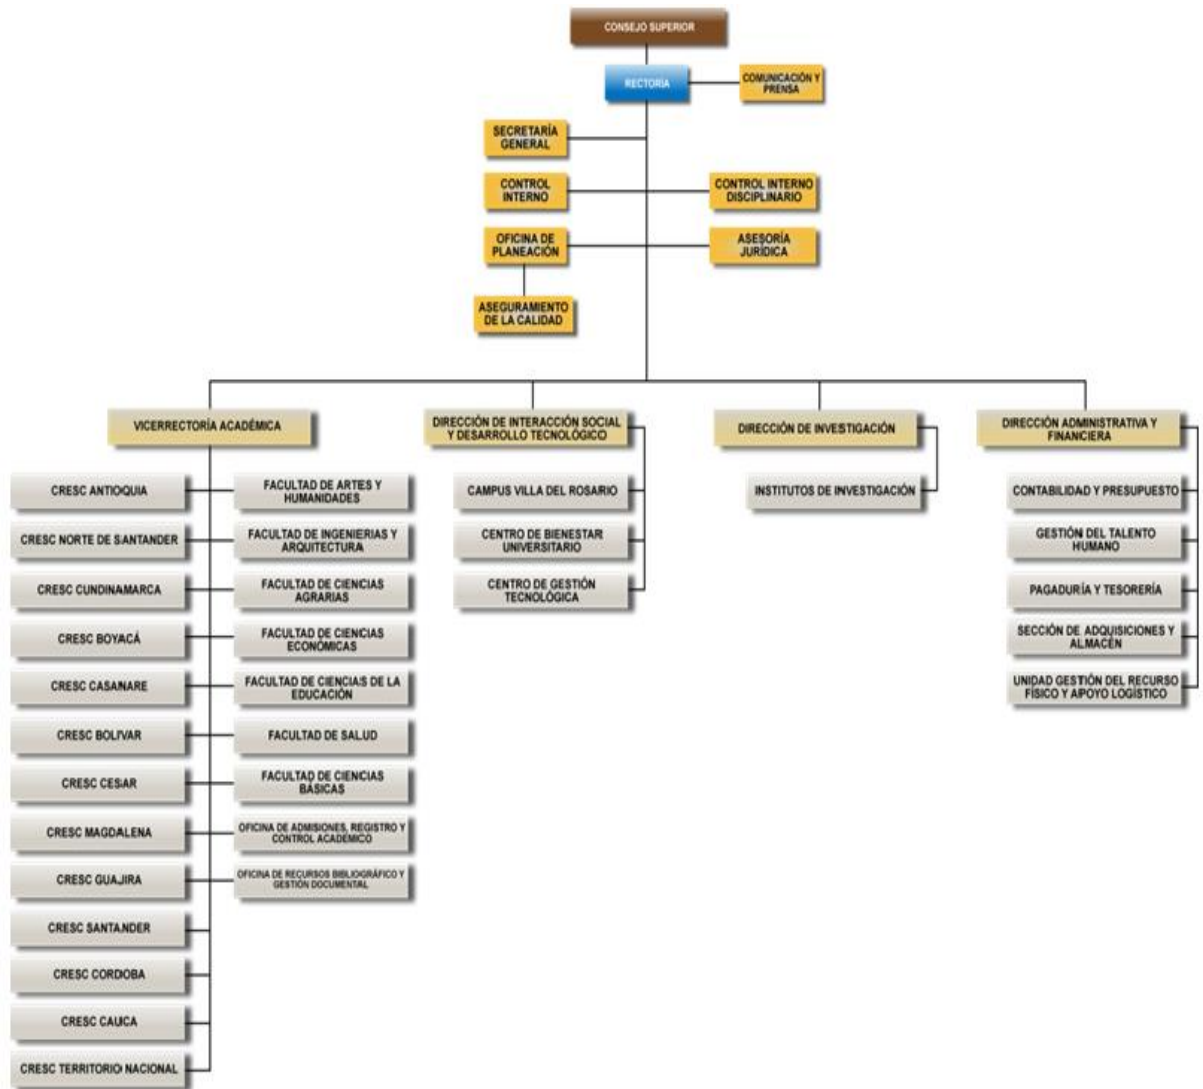 CONSEJO SUPERIOR
RECTORÍA
COMUNICACIÓN Y
PRENSA
SECRETARÍA
GENERAL
CONTROL
INTERNO
CONTROL INTERNO
DISCIPLINARIO
OFICINA DE
PLANEACIÓN
ASESORÍA
JURÍDICA
ASEGURAMIENTO
DE LA CALIDAD
VICERRECTORÍA ACADÉMICA
CRESC ANTIOQUIA
CRESC NORTE DE SANTANDER
CRESC CUNDINAMARCA
CRESC BOYACÁ
CRESC CASANARE
CRESC BOLIVAR
CRESC CESAR
CRESC MAGDALENA
CRESC GUAJIRA
CRESC SANTANDER
CRESC CORDOBA
CRESC CAUCA
CRESC TERRITORIO NACIONAL
FACULTAD DE ARTES Y
HUMANIDADES
FACULTAD DE INGENIERIAS Y
ARQUITECTURA
FACULTAD DE CIENCIAS
AGRARIAS
FACULTAD DE CIENCIAS
ECONÓMICAS
FACULTAD DE CIENCIAS DE LA
EDUCACIÓN
FACULTAD DE SALUD
FACULTAD DE CIENCIAS
BÁSICAS
OFICINA DE ADMISIONES, REGISTRO Y
CONTROL ACADÉMICO
OFICINA DE RECURSOS BIBLIOGRÁFICO Y
GESTIÓN DOCUMENTAL
DIRECCIÓN DE INTERACCIÓN SOCIAL
Y DESARROLLO TECNOLÓGICO
CAMPUS VILLA DEL ROSARIO
CENTRO DE BIENESTAR
UNIVERSITARIO
CENTRO DE GESTIÓN
TECNOLÓGICA
DIRECCIÓN DE INVESTIGACIÓN
INSTITUTOS DE INVESTIGACIÓN
DIRECCIÓN ADMINISTRATIVA Y
FINANCIERA
CONTABILIDAD Y PRESUPUESTO
GESTIÓN DEL TALENTO
HUMANO
PAGADURÍA Y TESORERÍA
SECCIÓN DE ADQUISICIONES Y
ALMACÉN
UNIDAD GESTIÓN DEL RECURSO
FÍSICO Y APOYO LOGÍSTICO